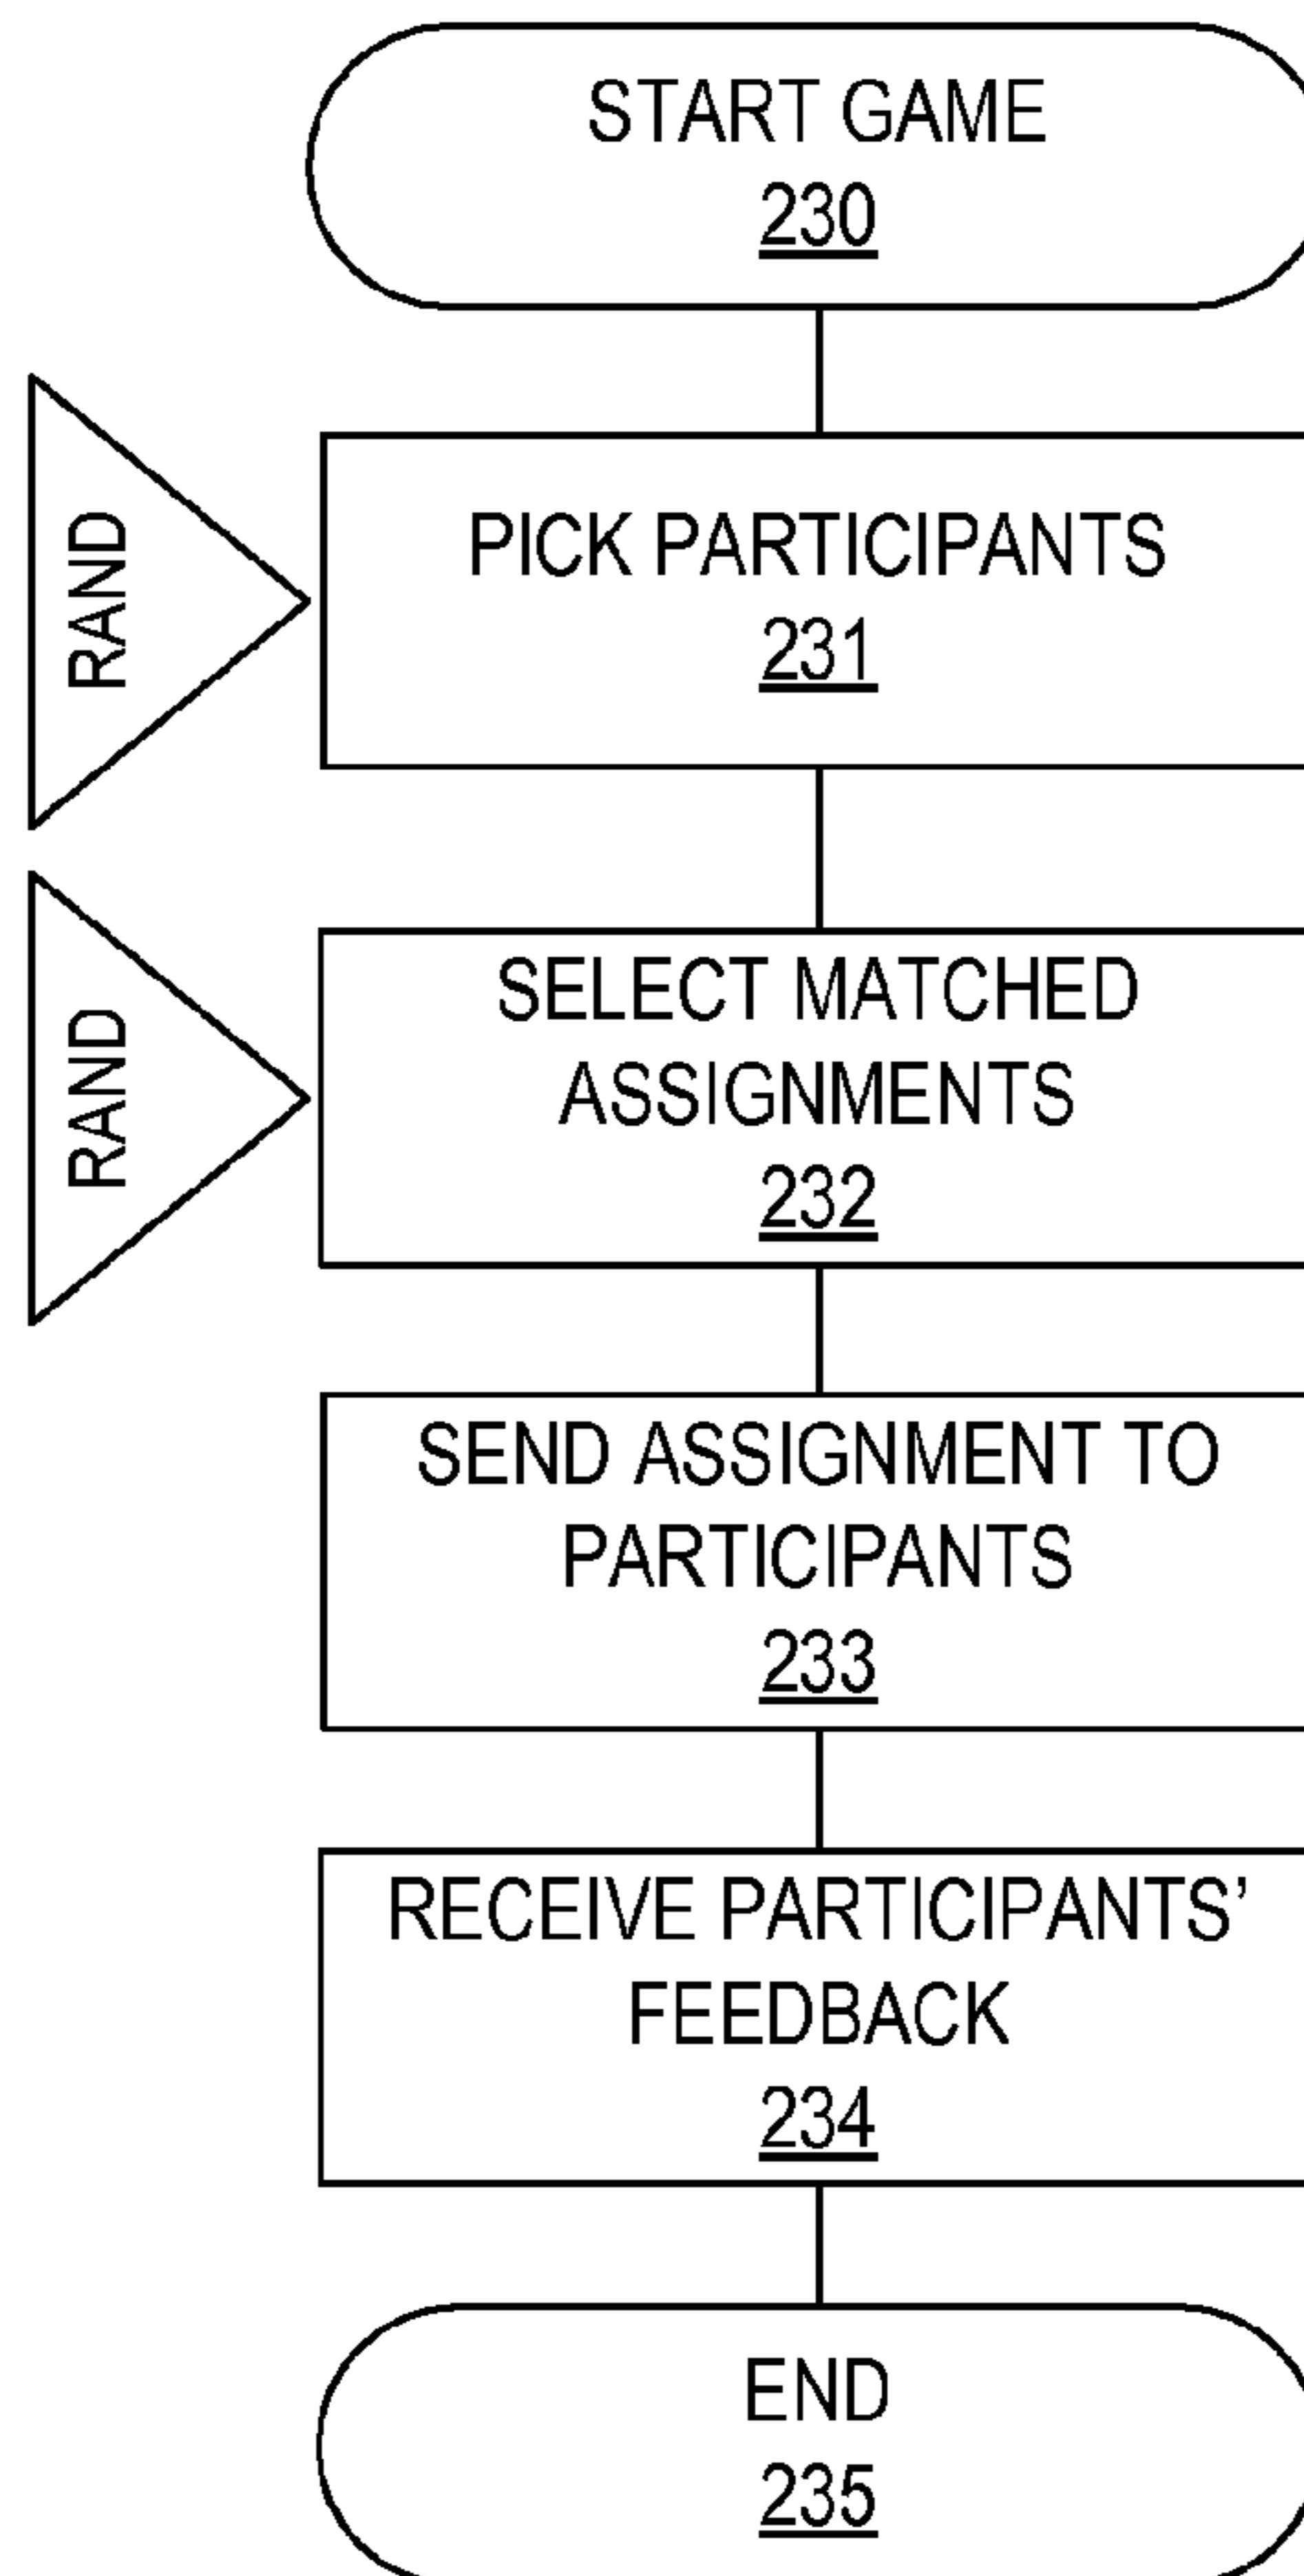 START GAME
230
RAND
PICK PARTICIPANTS
231
RAND
SELECT MATCHED
ASSIGNMENTS
232
SEND ASSIGNMENT TO
PARTICIPANTS
233
RECEIVE PARTICIPANTS’
FEEDBACK
234
END
235